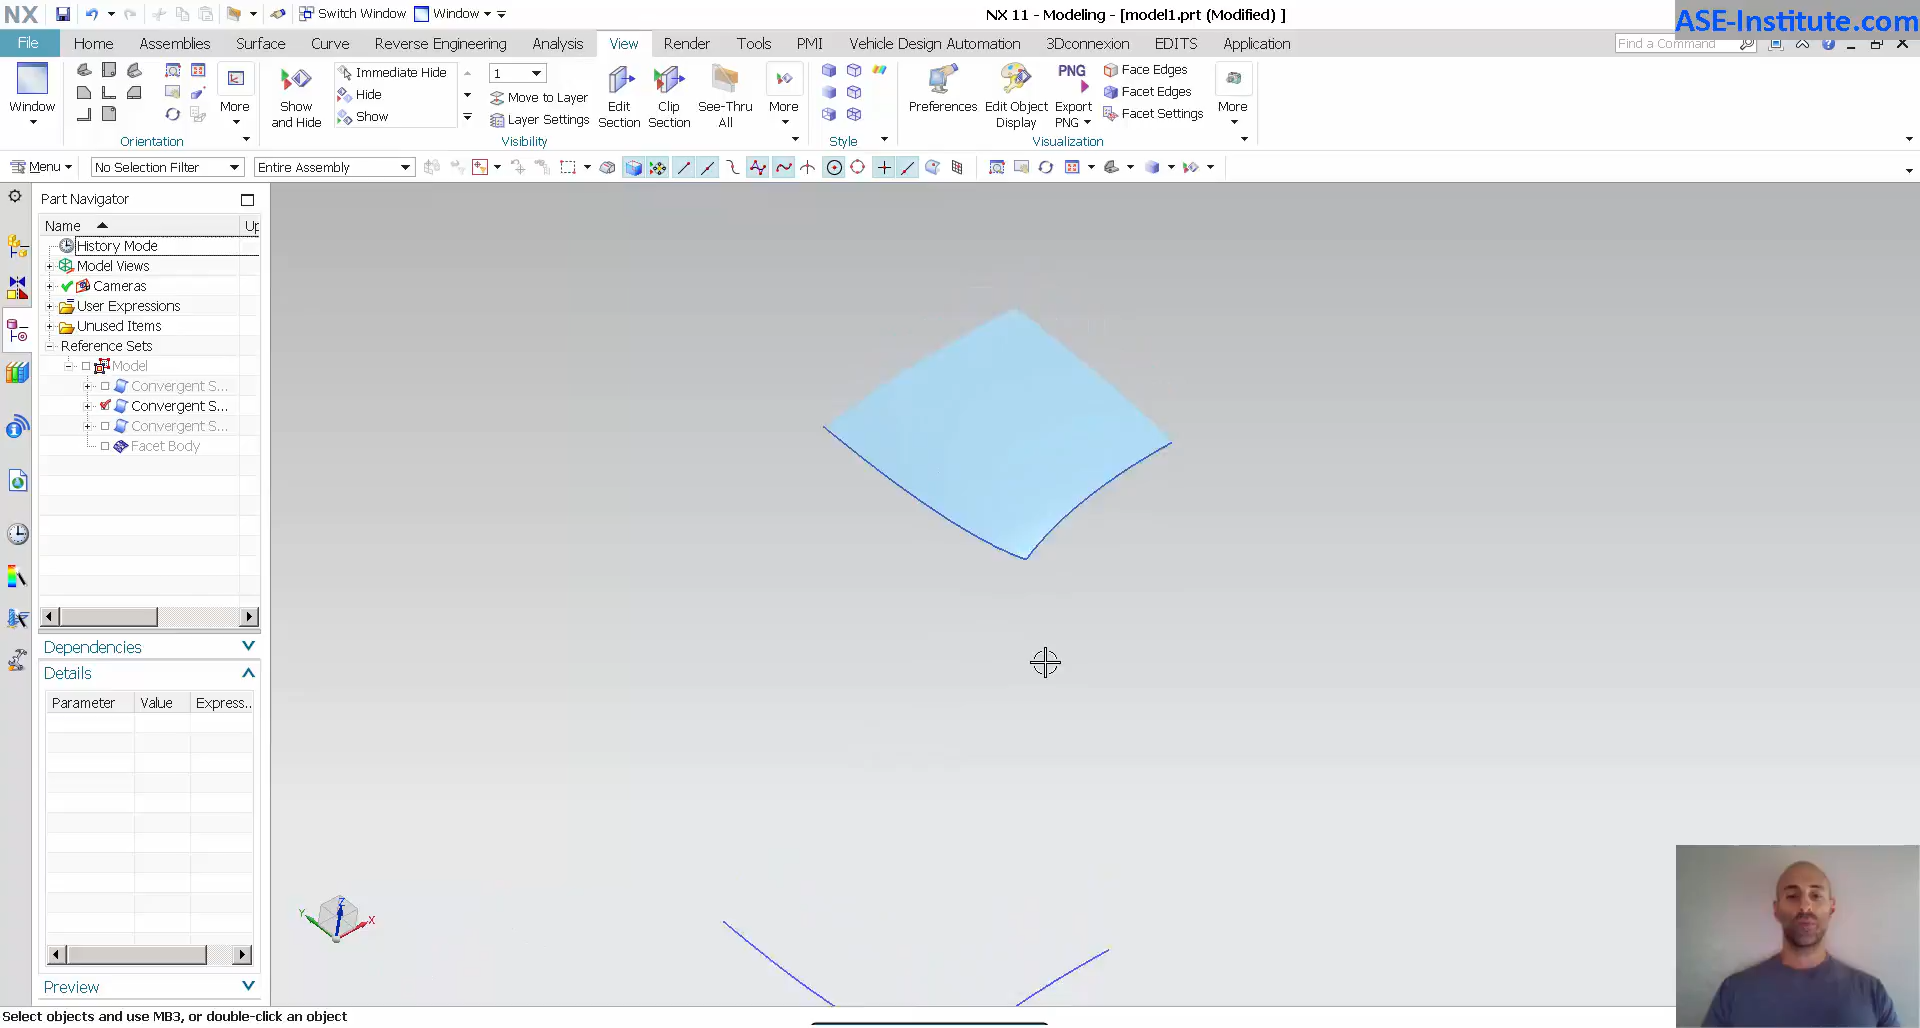 NX Switch Window Window NX 11 - Modeling - [model1.prt (Modified) ] ASE-Institute.com
File Home Assemblies Surface Curve Reverse Engineering Analysis View Render Tools PMI Vehicle Design Automation 3Dconnexion EDITS Application Find a Command
Immediate Hide 1 PNG Face Edges
Hide Move to Layer Facet Edges
Window More Show and Hide Show Layer Settings Edit Section Clip Section See-Thru All More Preferences Edit Object Display Export PNG Facet Settings More
Orientation Visibility Style Visualization
Menu No Selection Filter Entire Assembly
Part Navigator
Name Up
History Mode
Model Views
Cameras
User Expressions
Unused Items
Reference Sets
Model
Convergent S...
Convergent S...
Convergent S...
Facet Body
Dependencies
Details
Parameter Value Express..
Z
Y X
Preview
Select objects and use MB3, or double-click an object